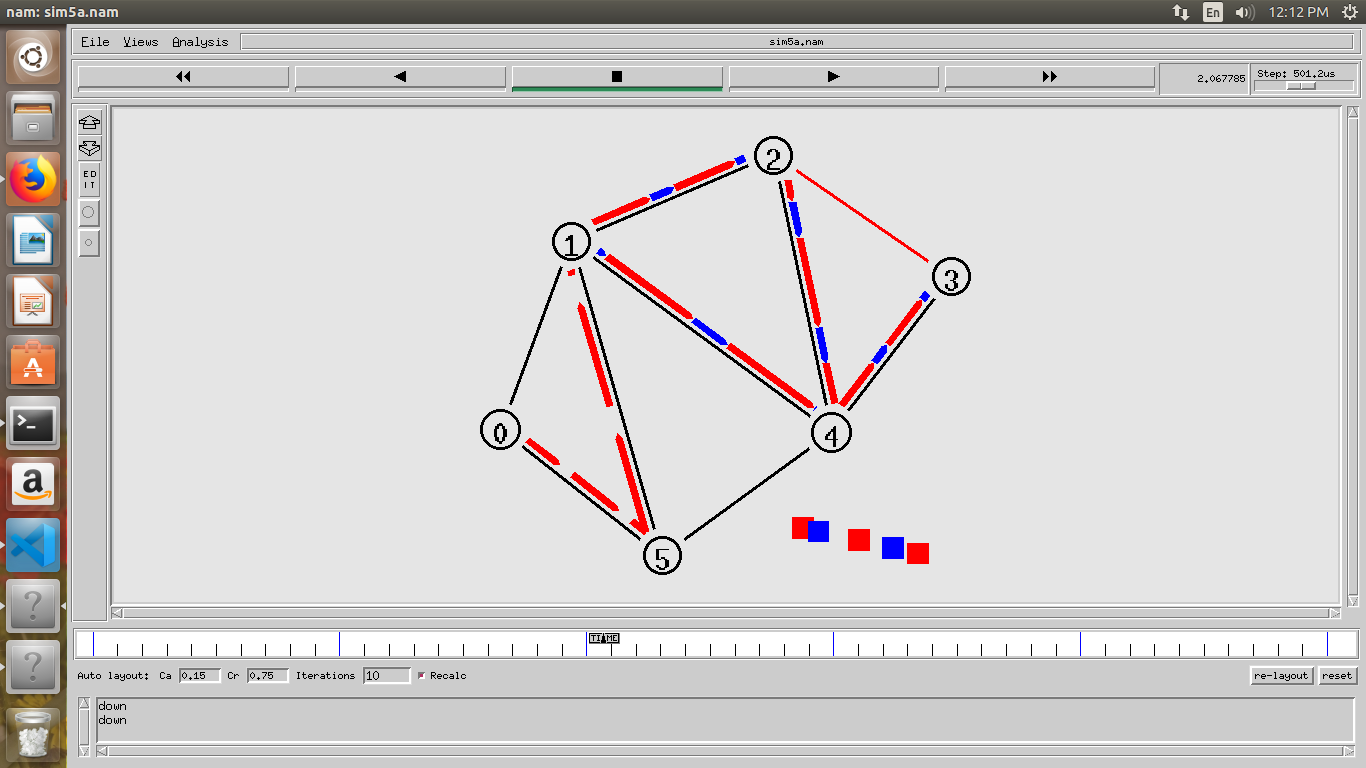 nam: sim5a.nam
En
12:12 PM
File Views Analysis sim5a.nam
2.067785
Step: 501.2us
ED
IT
2
1
3
0
4
5
TIME
Auto layout: Ca 0.15 Cr 0.75 Iterations 10 Recalc re-layout reset
down
down